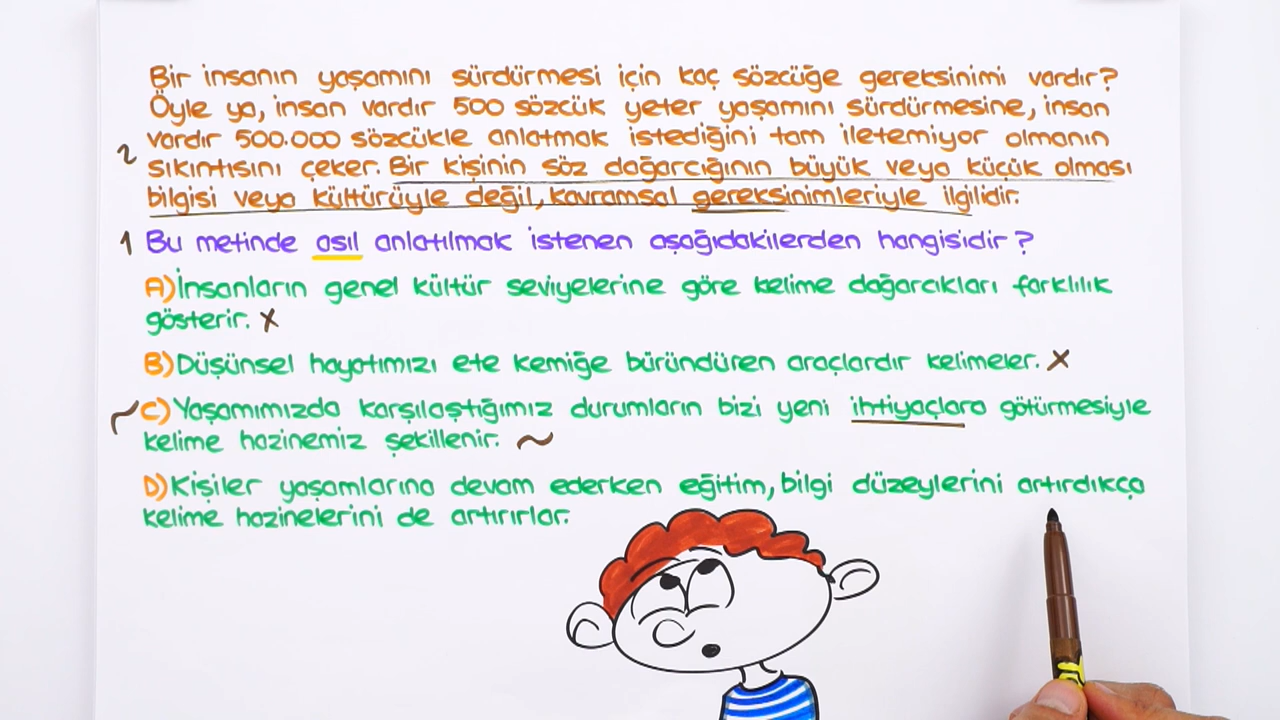 Bir insanın yaşamını sürdürmesi için kaç sözcüğe gereksinimi vardır?
Öyle ya, insan vardır 500 sözcük yeter yaşamını sürdürmesine, insan
vardır 500.000 sözcükle anlatmak istediğini tam iletemiyor olmanın
2 sıkıntısını çeker. Bir kişinin söz dağarcığının büyük veya küçük olması
bilgisi veya kültürüyle değil, kavramsal gereksinimleriyle ilgilidir.
1 Bu metinde asıl anlatılmak istenen aşağıdakilerden hangisidir?
A) İnsanların genel kültür seviyelerine göre kelime dağarcıkları farklılık
gösterir. X
B) Düşünsel hayatımızı ete kemiğe büründüren araçlardır kelimeler. X
C) Yaşamımızda karşılaştığımız durumların bizi yeni ihtiyaçlara götürmesiyle
kelime hazinemiz şekillenir. ~
D) Kişiler yaşamlarına devam ederken eğitim, bilgi düzeylerini artırdıkça
kelime hazinelerini de artırırlar.